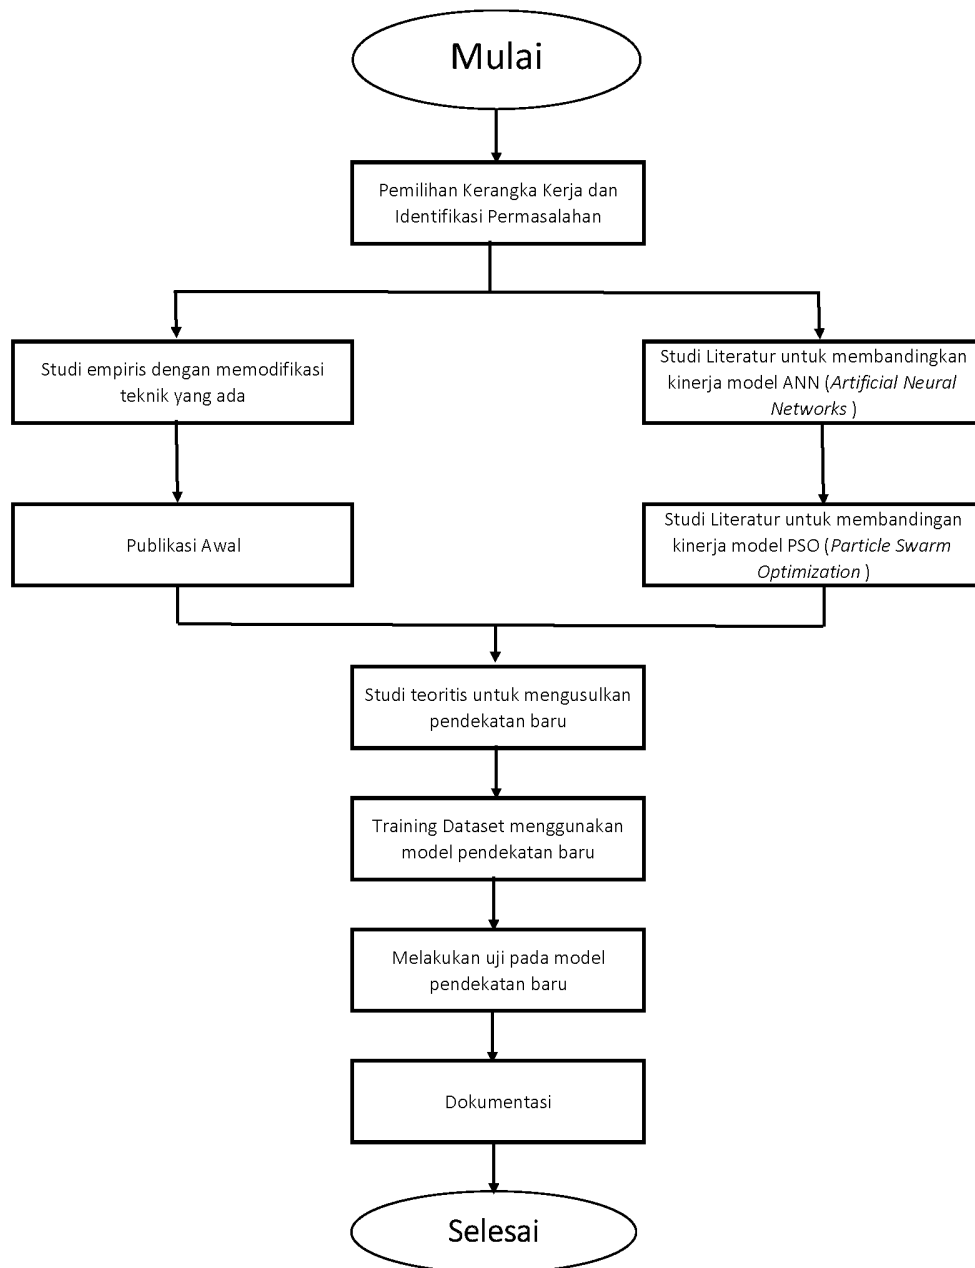 Mulai
Pemilihan Kerangka Kerja dan
Identifikasi Permasalahan
Studi empiris dengan memodifikasi
teknik yang ada
Studi Literatur untuk membandingkan
kinerja model ANN (Artificial Neural
Networks )
Publikasi Awal
Studi Literatur untuk membandingan
kinerja model PSO (Particle Swarm
Optimization )
Studi teoritis untuk mengusulkan
pendekatan baru
Training Dataset menggunakan
model pendekatan baru
Melakukan uji pada model
pendekatan baru
Dokumentasi
Selesai